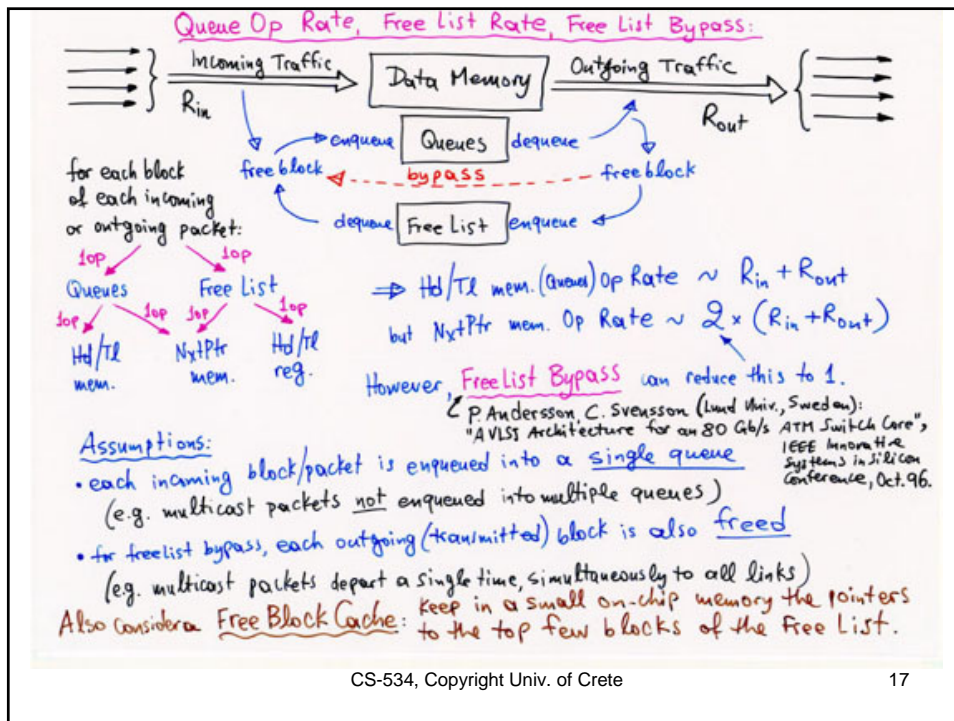 Queue Op Rate, Free List Rate, Free List Bypass:
Incoming Traffic
Rin
Data Memory
Outgoing Traffic
Rout
enqueue
Queues
dequeue
free block
bypass
free block
dequeue
Free List
enqueue
for each block
of each incoming
or outgoing packet:
1op 1op
Queues Free List
1op 1op 1op 1op
Hd/Tl mem.
NxtPtr mem.
Hd/Tl reg.
⇒ Hd/Tl mem. (Queues) Op Rate ~ Rin + Rout
but NxtPtr mem. Op Rate ~ 2 × (Rin + Rout)
However, Free List Bypass can reduce this to 1.
P. Andersson, C. Svensson (Lund Univ., Sweden):
"A VLSI Architecture for an 80 Gb/s ATM Switch Core",
IEEE Innovative
Systems in Silicon
Conference, Oct. 96.
Assumptions:
• each incoming block/packet is enqueued into a single queue
(e.g. multicast packets not enqueued into multiple queues)
• for freelist bypass, each outgoing (transmitted) block is also freed
(e.g. multicast packets depart a single time, simultaneously to all links)
Also consider a Free Block Cache: keep in a small on-chip memory the pointers
to the top few blocks of the Free List.
CS-534, Copyright Univ. of Crete
17